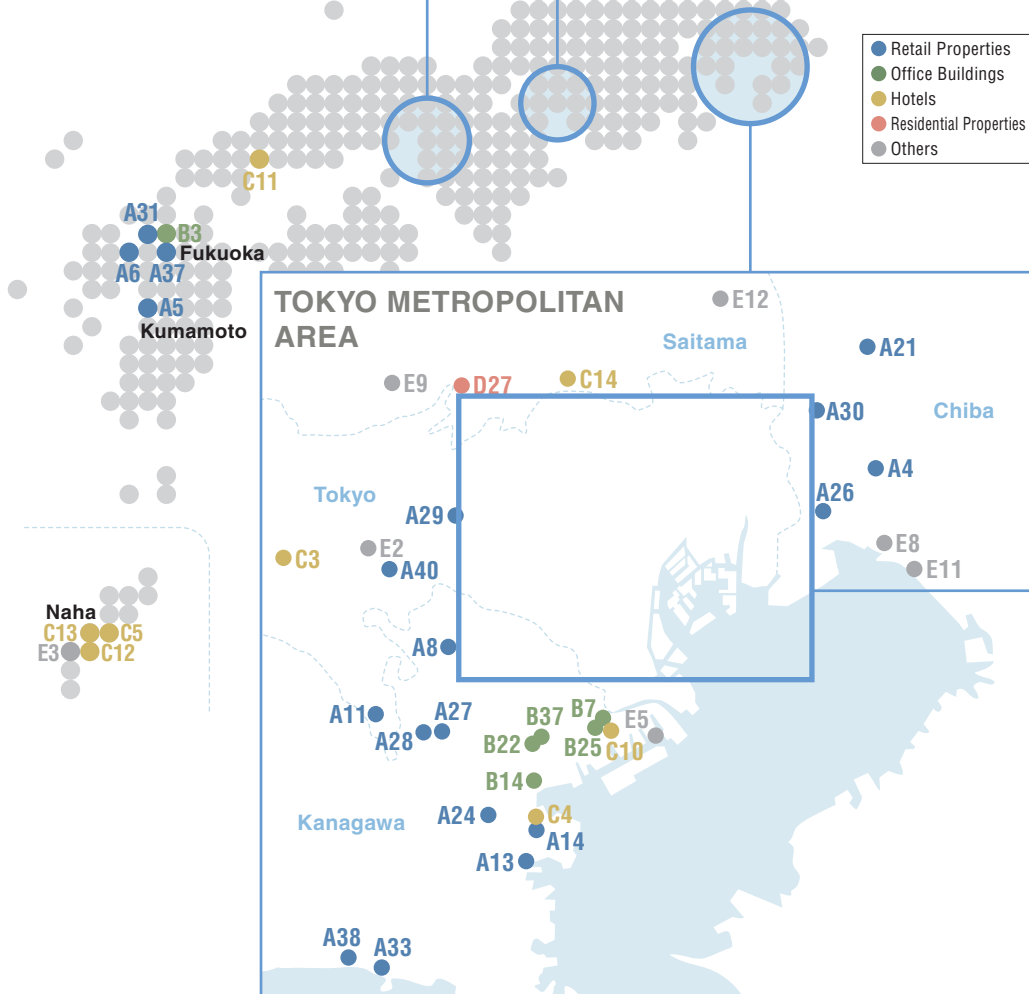 Retail Properties
Office Buildings
Hotels
Residential Properties
Others
C11
A31
B3
Fukuoka
A6
A37
A5
Kumamoto
TOKYO METROPOLITAN
AREA
E12
Saitama
A21
E9
D27
C14
A30
Chiba
A4
Tokyo
A26
A29
E2
E8
C3
A40
E11
Naha
C13
C5
E3
C12
A8
A11
A27
A28
B37
B7
E5
B22
B25
C10
B14
A24
C4
Kanagawa
A14
A13
A38
A33